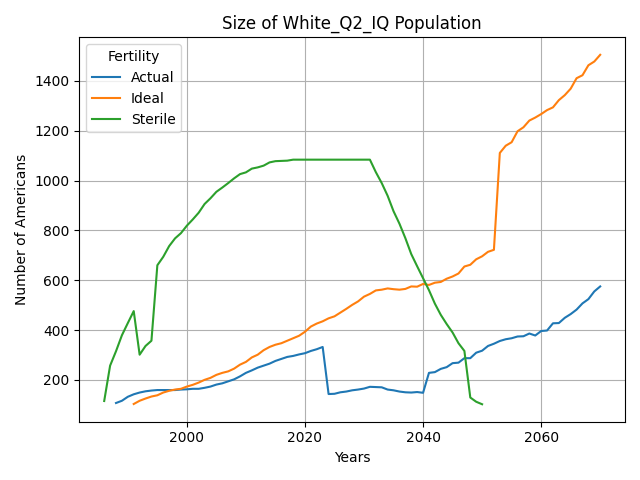 Size of White_Q2_IQ Population
Fertility
Actual
Ideal
Sterile
Number of Americans
1400
1200
1000
800
600
400
200
2000
2020
2040
2060
Years